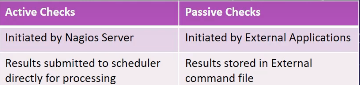 Active Checks
Passive Checks
Initiated by Nagios Server
Initiated by External Applications
Results submitted to scheduler
directly for processing
Results stored in External
command file